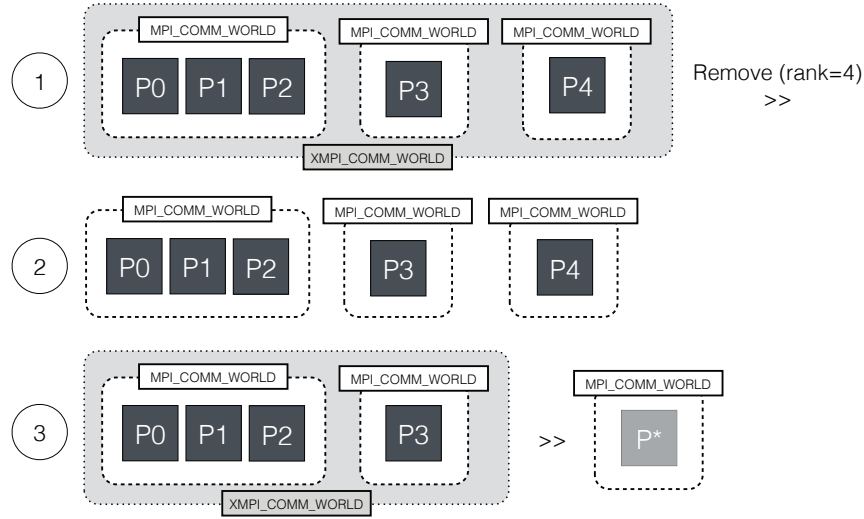 MPI_COMM_WORLD MPI_COMM_WORLD MPI_COMM_WORLD
1 P0 P1 P2 P3 P4 Remove (rank=4)
>>
XMPI_COMM_WORLD
MPI_COMM_WORLD MPI_COMM_WORLD MPI_COMM_WORLD
2 P0 P1 P2 P3 P4
MPI_COMM_WORLD MPI_COMM_WORLD MPI_COMM_WORLD
3 P0 P1 P2 P3 >> P*
XMPI_COMM_WORLD